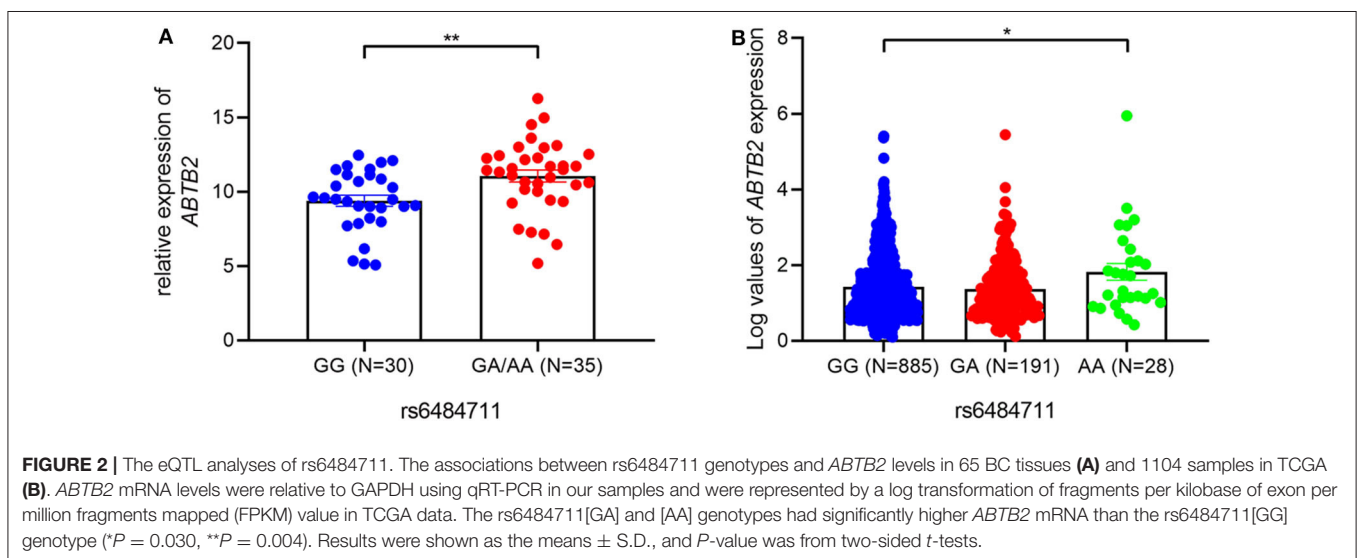 A
**
20
15
10
5
0
relative expression of
ABTB2
GG (N=30) GA/AA (N=35)
rs6484711
B
*
8
6
4
2
0
Log values of ABTB2 expression
GG (N=885) GA (N=191) AA (N=28)
rs6484711
FIGURE 2 | The eQTL analyses of rs6484711. The associations between rs6484711 genotypes and ABTB2 levels in 65 BC tissues (A) and 1104 samples in TCGA
(B). ABTB2 mRNA levels were relative to GAPDH using qRT-PCR in our samples and were represented by a log transformation of fragments per kilobase of exon per
million fragments mapped (FPKM) value in TCGA data. The rs6484711[GA] and [AA] genotypes had significantly higher ABTB2 mRNA than the rs6484711[GG]
genotype (*P = 0.030, **P = 0.004). Results were shown as the means ± S.D., and P-value was from two-sided t-tests.